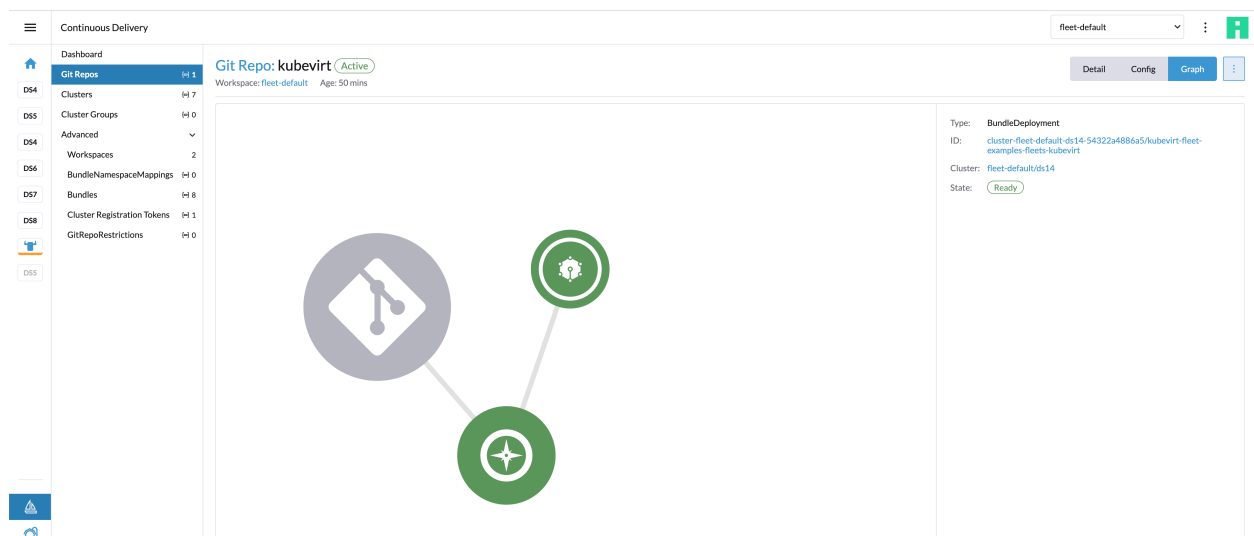 Continuous Delivery
fleet-default
Dashboard
Git Repos 1
Clusters 7
Cluster Groups 0
Advanced
Workspaces 2
BundleNamespaceMappings 0
Bundles 8
Cluster Registration Tokens 1
GitRepoRestrictions 0
DS4
DS5
DS4
DS6
DS7
DS8
DS5
Git Repo: kubevirt Active
Workspace: fleet-default Age: 50 mins
Detail Config Graph
Type: BundleDeployment
ID: cluster-fleet-default-ds14-54322a4886a5/kubevirt-fleet-
examples-fleets-kubevirt
Cluster: fleet-default/ds14
State: Ready